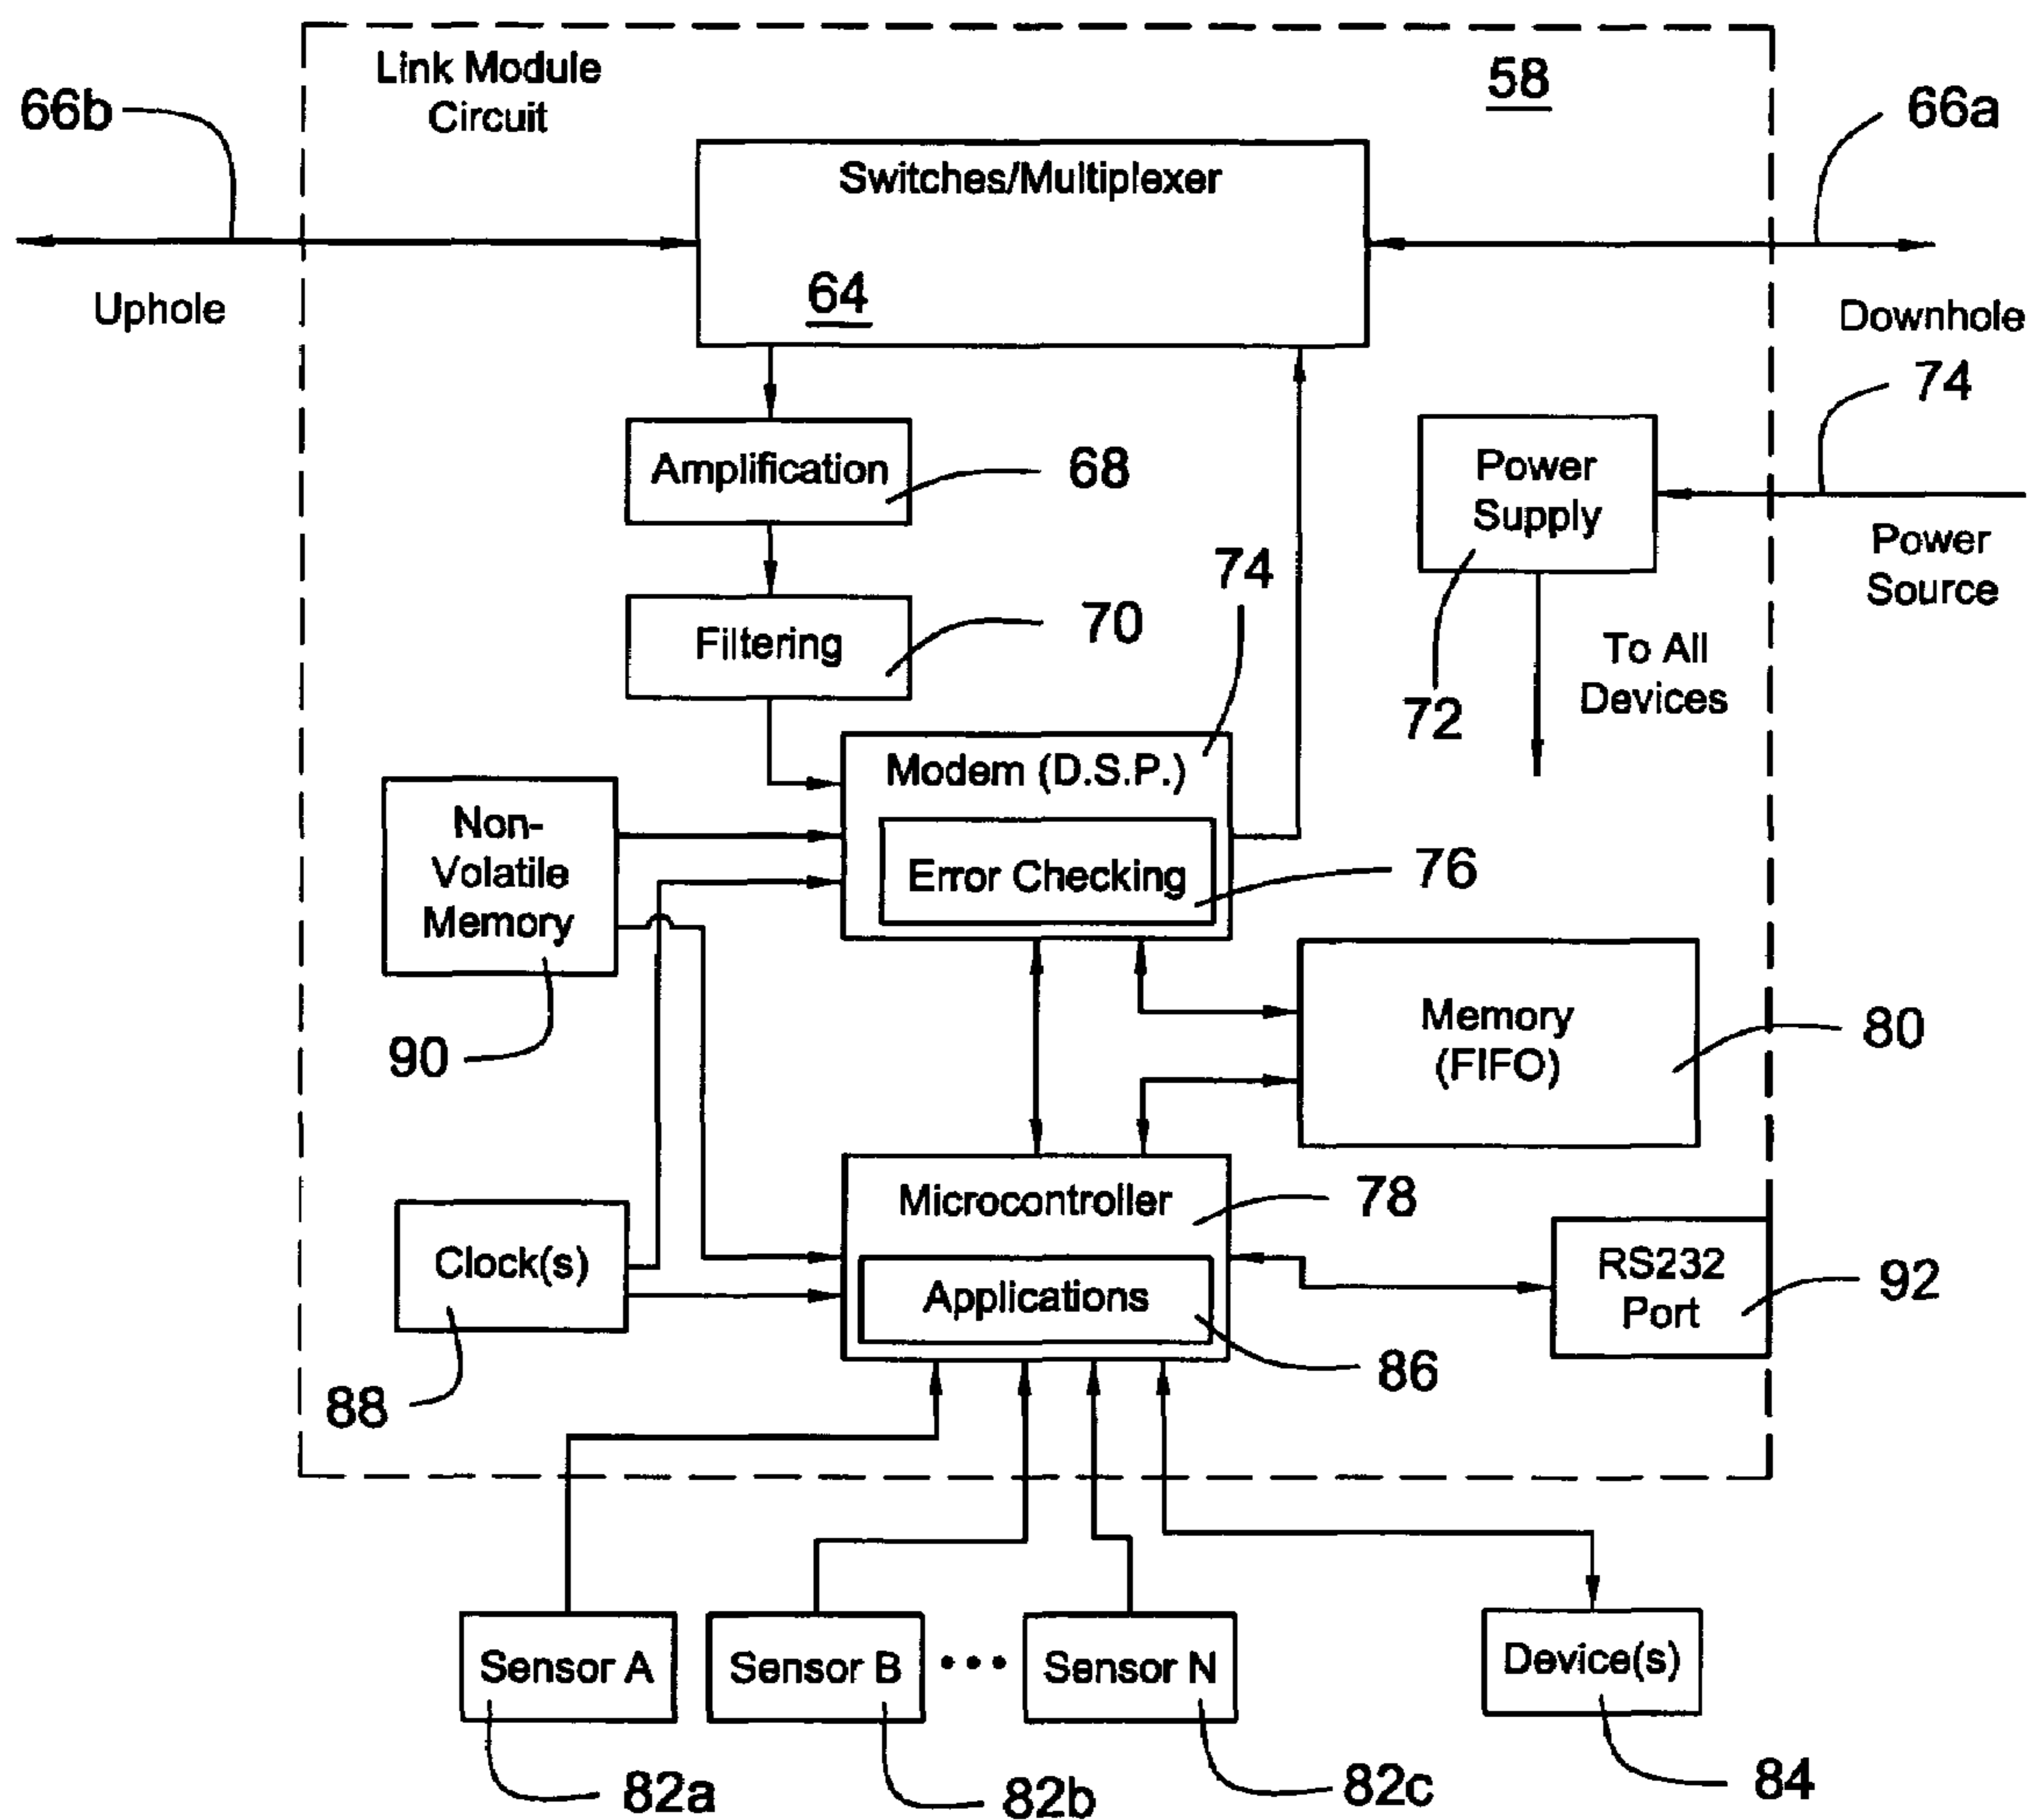 Link Module
Circuit
58
66b
66a
Switches/Multiplexer
64
Uphole
Downhole
74
Amplification
68
Power
Supply
Power
Source
74
Filtering
70
To All
Devices
72
Modem (D.S.P.)
Non-
Volatile
Memory
Error Checking
76
90
Memory
(FIFO)
80
Microcontroller
78
Clock(s)
Applications
RS232
Port
92
86
88
Sensor A
Sensor B
•••
Sensor N
Device(s)
82a
82b
82c
84